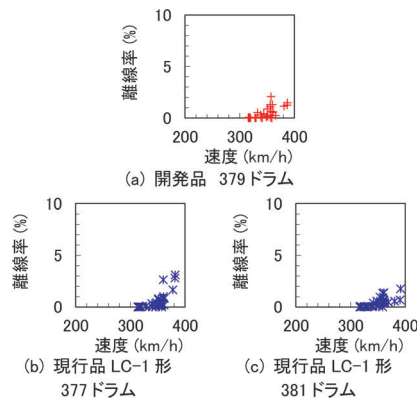 10
5
0
離線率 (%)
200 300 400
速度 (km/h)
(a) 開発品 379ドラム
10
5
0
離線率 (%)
200 300 400
速度 (km/h)
(b) 現行品 LC-1 形
377ドラム
10
5
0
離線率 (%)
200 300 400
速度 (km/h)
(c) 現行品 LC-1 形
381ドラム